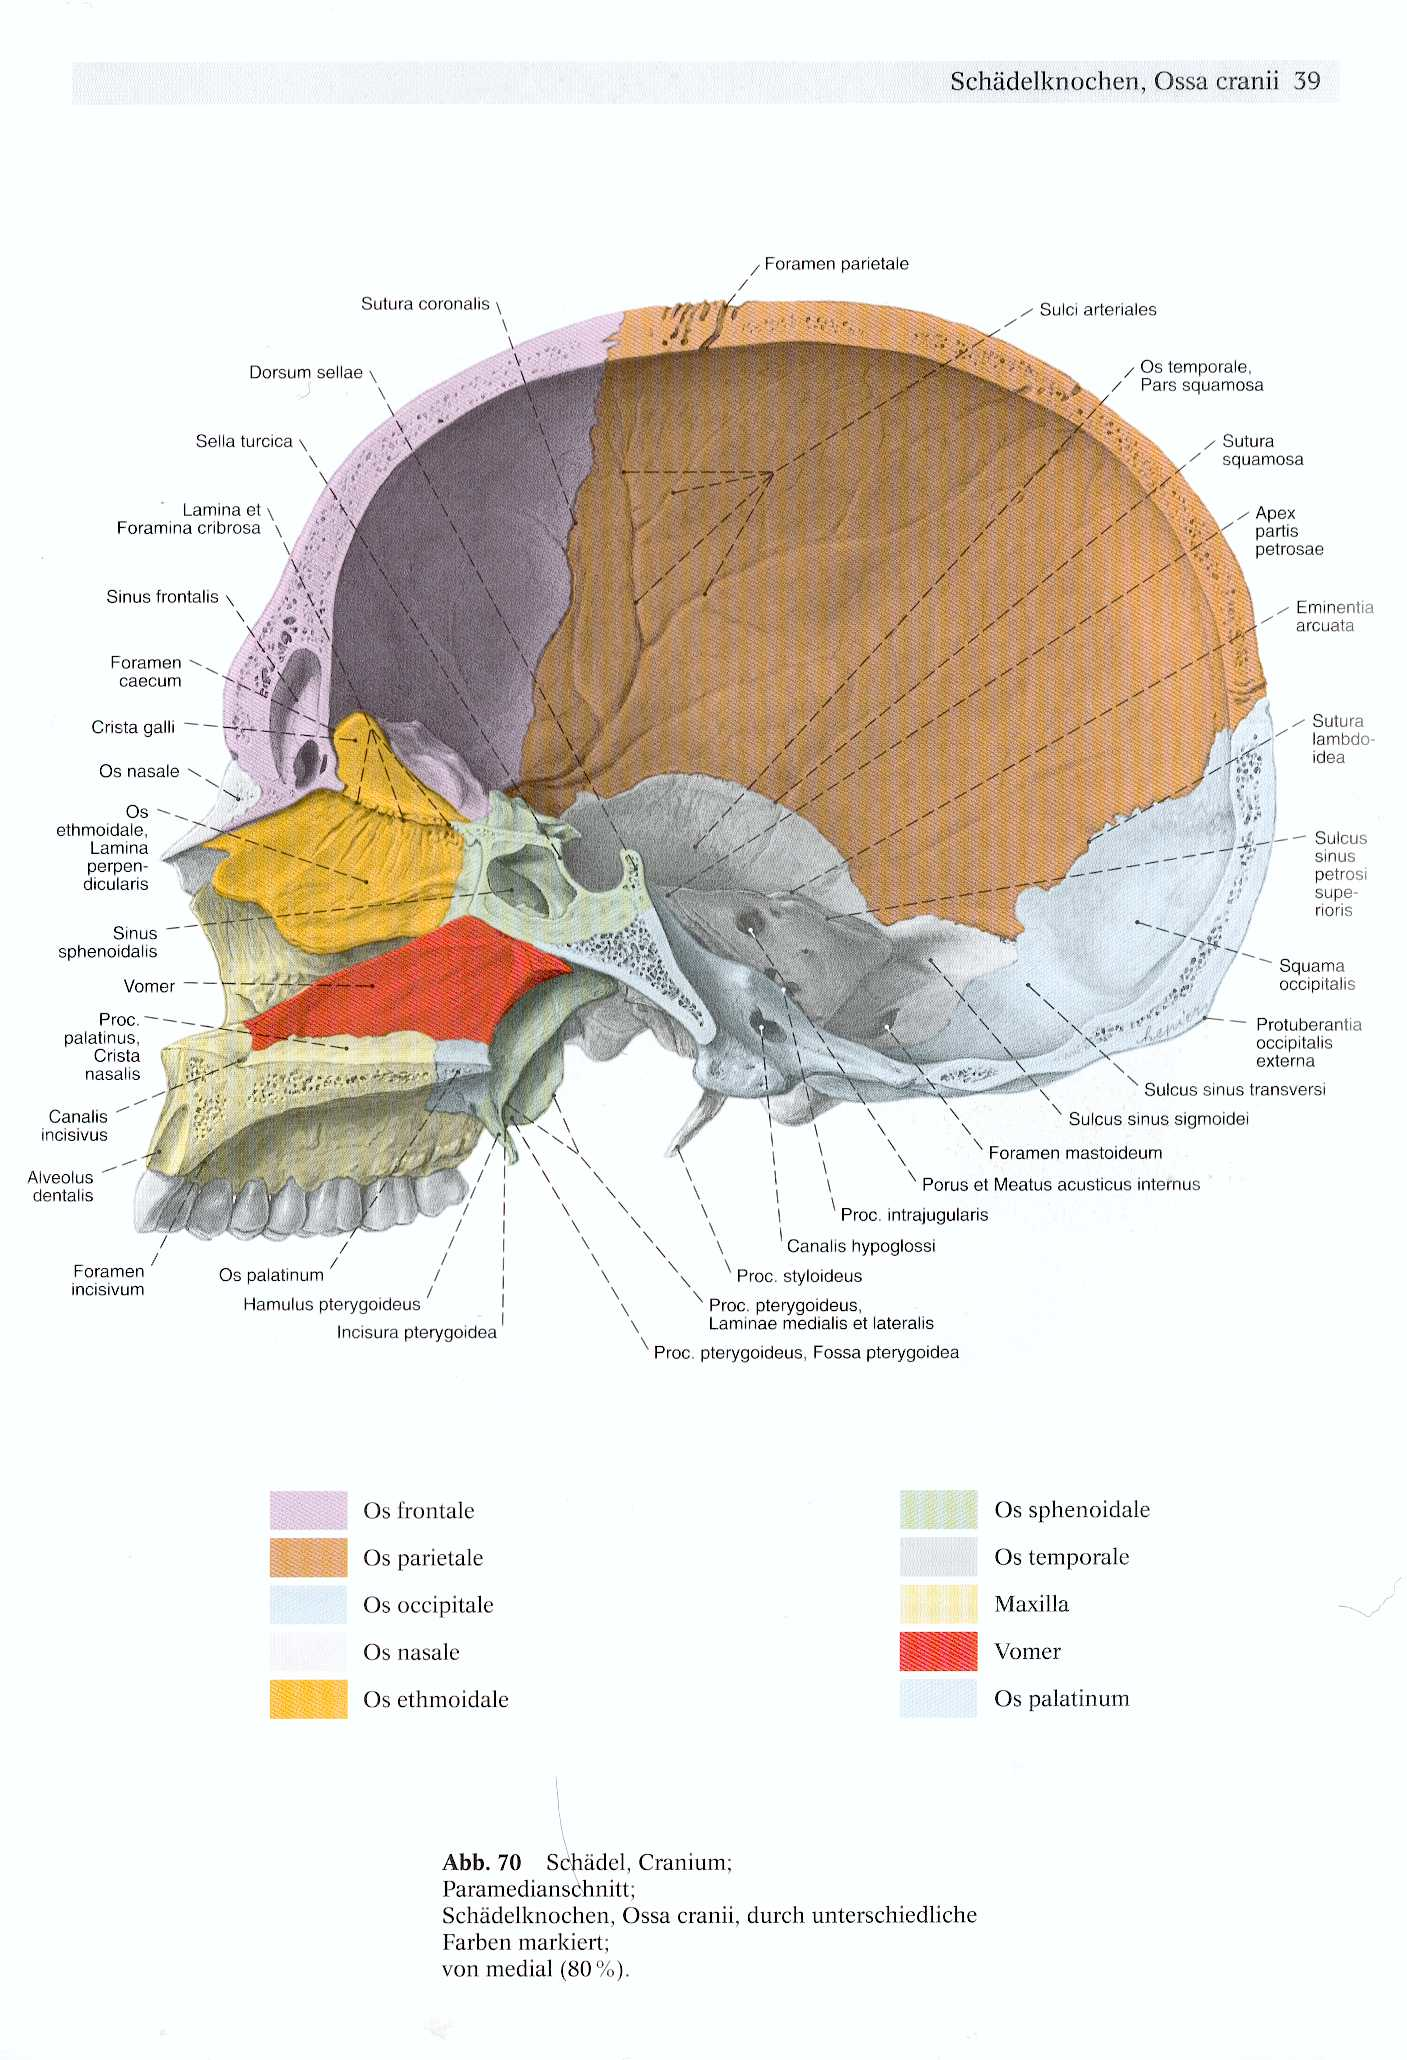 Schädelknochen, Ossa cranii 39
Foramen parietale
Sutura coronalis
Sulci arteriales
Dorsum sellae
Os temporale,
Pars squamosa
Sella turcica
Sutura
squamosa
Lamina et
Foramina cribrosa
Apex
partis
petrosae
Sinus frontalis
Eminentia
arcuata
Foramen
caecum
Crista galli
Sutura
lambdo-
idea
Os nasale
Os
ethmoidale,
Lamina
perpen-
dicularis
Sulcus
sinus
petrosi
supe-
rioris
Sinus
sphenoidalis
Squama
occipitalis
Vomer
Proc.
palatinus,
Crista
nasalis
Protuberantia
occipitalis
externa
Canalis
incisivus
Sulcus sinus transversi
Sulcus sinus sigmoidei
Foramen mastoideum
Alveolus
dentalis
Porus et Meatus acusticus internus
Proc. intrajugularis
Canalis hypoglossi
Foramen
incisivum
Os palatinum
Proc. styloideus
Hamulus pterygoideus
Proc. pterygoideus,
Laminae medialis et lateralis
Incisura pterygoidea
Proc. pterygoideus, Fossa pterygoidea
Os frontale
Os parietale
Os occipitale
Os nasale
Os ethmoidale
Os sphenoidale
Os temporale
Maxilla
Vomer
Os palatinum
Abb. 70 Schädel, Cranium;
Paramedianschnitt;
Schädelknochen, Ossa cranii, durch unterschiedliche
Farben markiert;
von medial (80%).